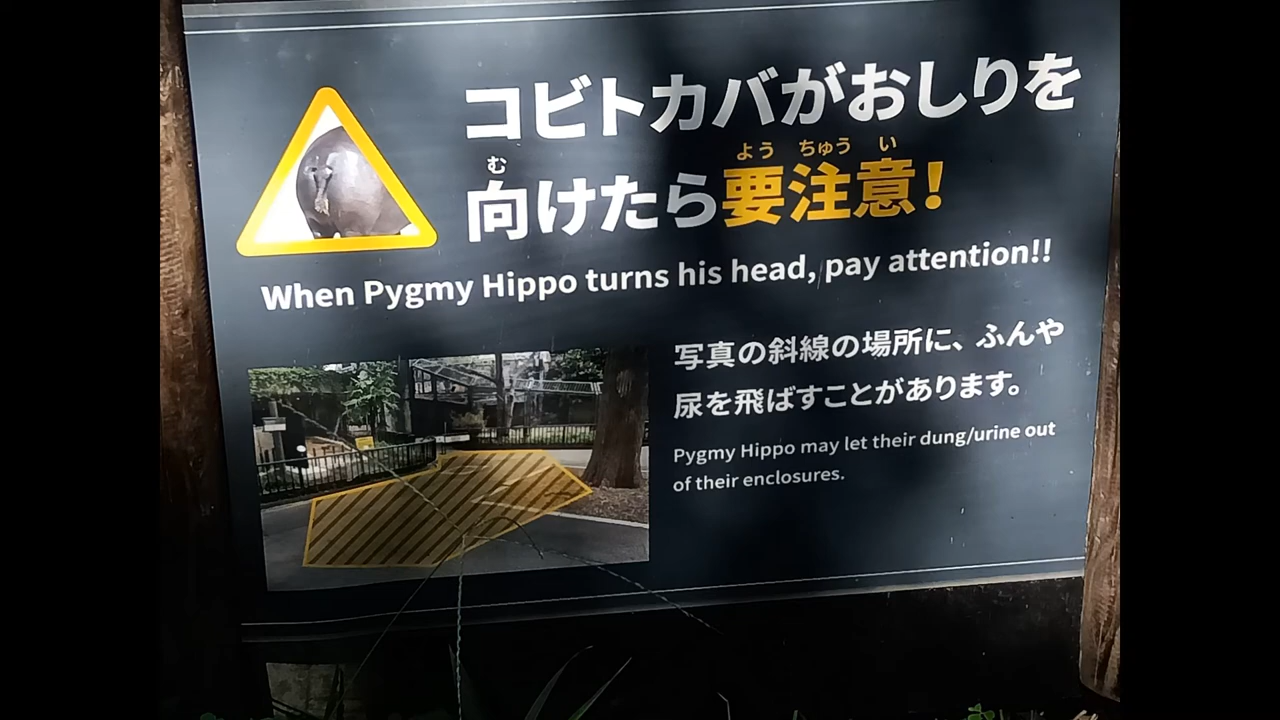 コビトカバがおしりを
む よう ちゅう い
向けたら要注意!
When Pygmy Hippo turns his head, pay attention!!
写真の斜線の場所に、ふんや
尿を飛ばすことがあります。
Pygmy Hippo may let their dung/urine out
of their enclosures.